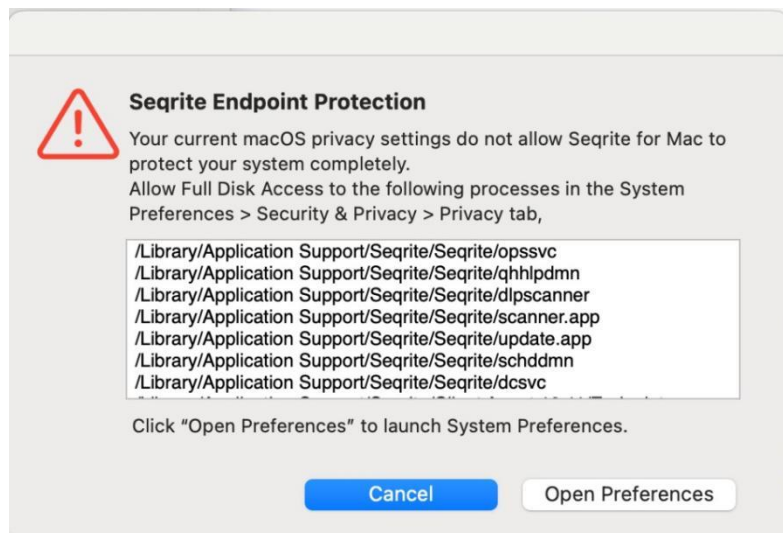 Seqrite Endpoint Protection
Your current macOS privacy settings do not allow Seqrite for Mac to
protect your system completely.
Allow Full Disk Access to the following processes in the System
Preferences > Security & Privacy > Privacy tab,
/Library/Application Support/Seqrite/Seqrite/opssvc
/Library/Application Support/Seqrite/Seqrite/qhhlpdmn
/Library/Application Support/Seqrite/Seqrite/dlpscanner
/Library/Application Support/Seqrite/Seqrite/scanner.app
/Library/Application Support/Seqrite/Seqrite/update.app
/Library/Application Support/Seqrite/Seqrite/schddmn
/Library/Application Support/Seqrite/Seqrite/dcsvc
Click "Open Preferences" to launch System Preferences.
Cancel
Open Preferences